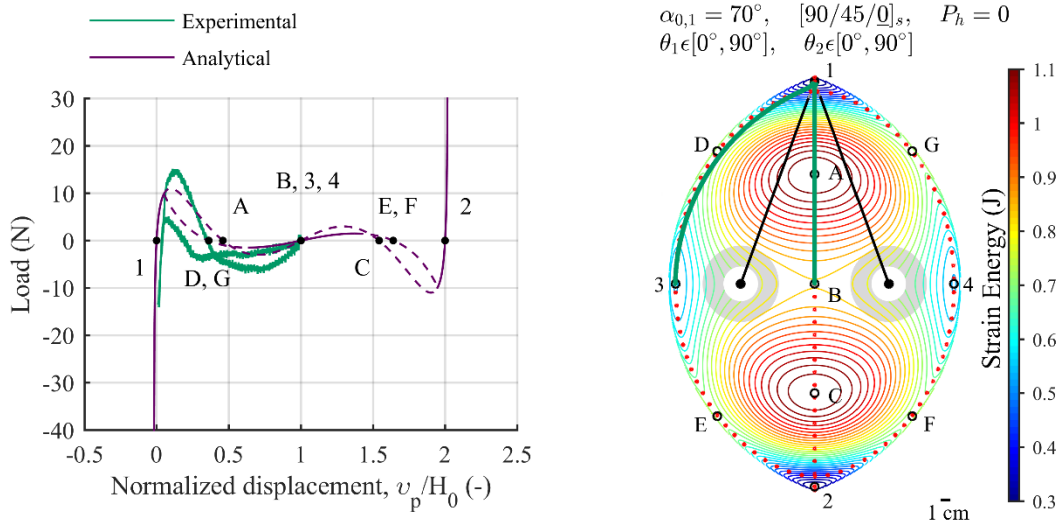 Experimental
Analytical
30
20
10
0
-10
-20
-30
-40
Load (N)
B, 3, 4
A
E, F
2
1
D, G
C
-0.5 0 0.5 1 1.5 2 2.5
Normalized displacement, υp/H0 (-)
α0,1 = 70°, [90/45/0]s, Ph = 0
θ1ϵ[0°, 90°], θ2ϵ[0°, 90°]
1
D
G
A
3
B
4
C
E
F
2
1 cm
Strain Energy (J)
1.1
1
0.9
0.8
0.7
0.6
0.5
0.4
0.3